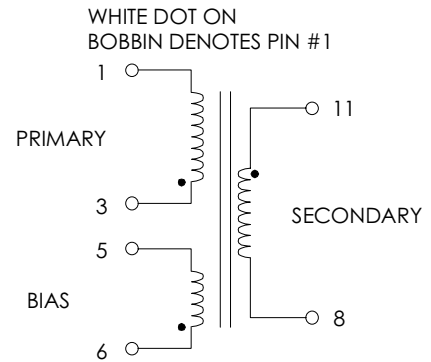 WHITE DOT ON
BOBBIN DENOTES PIN #1
1
11
PRIMARY
3
SECONDARY
5
BIAS
8
6